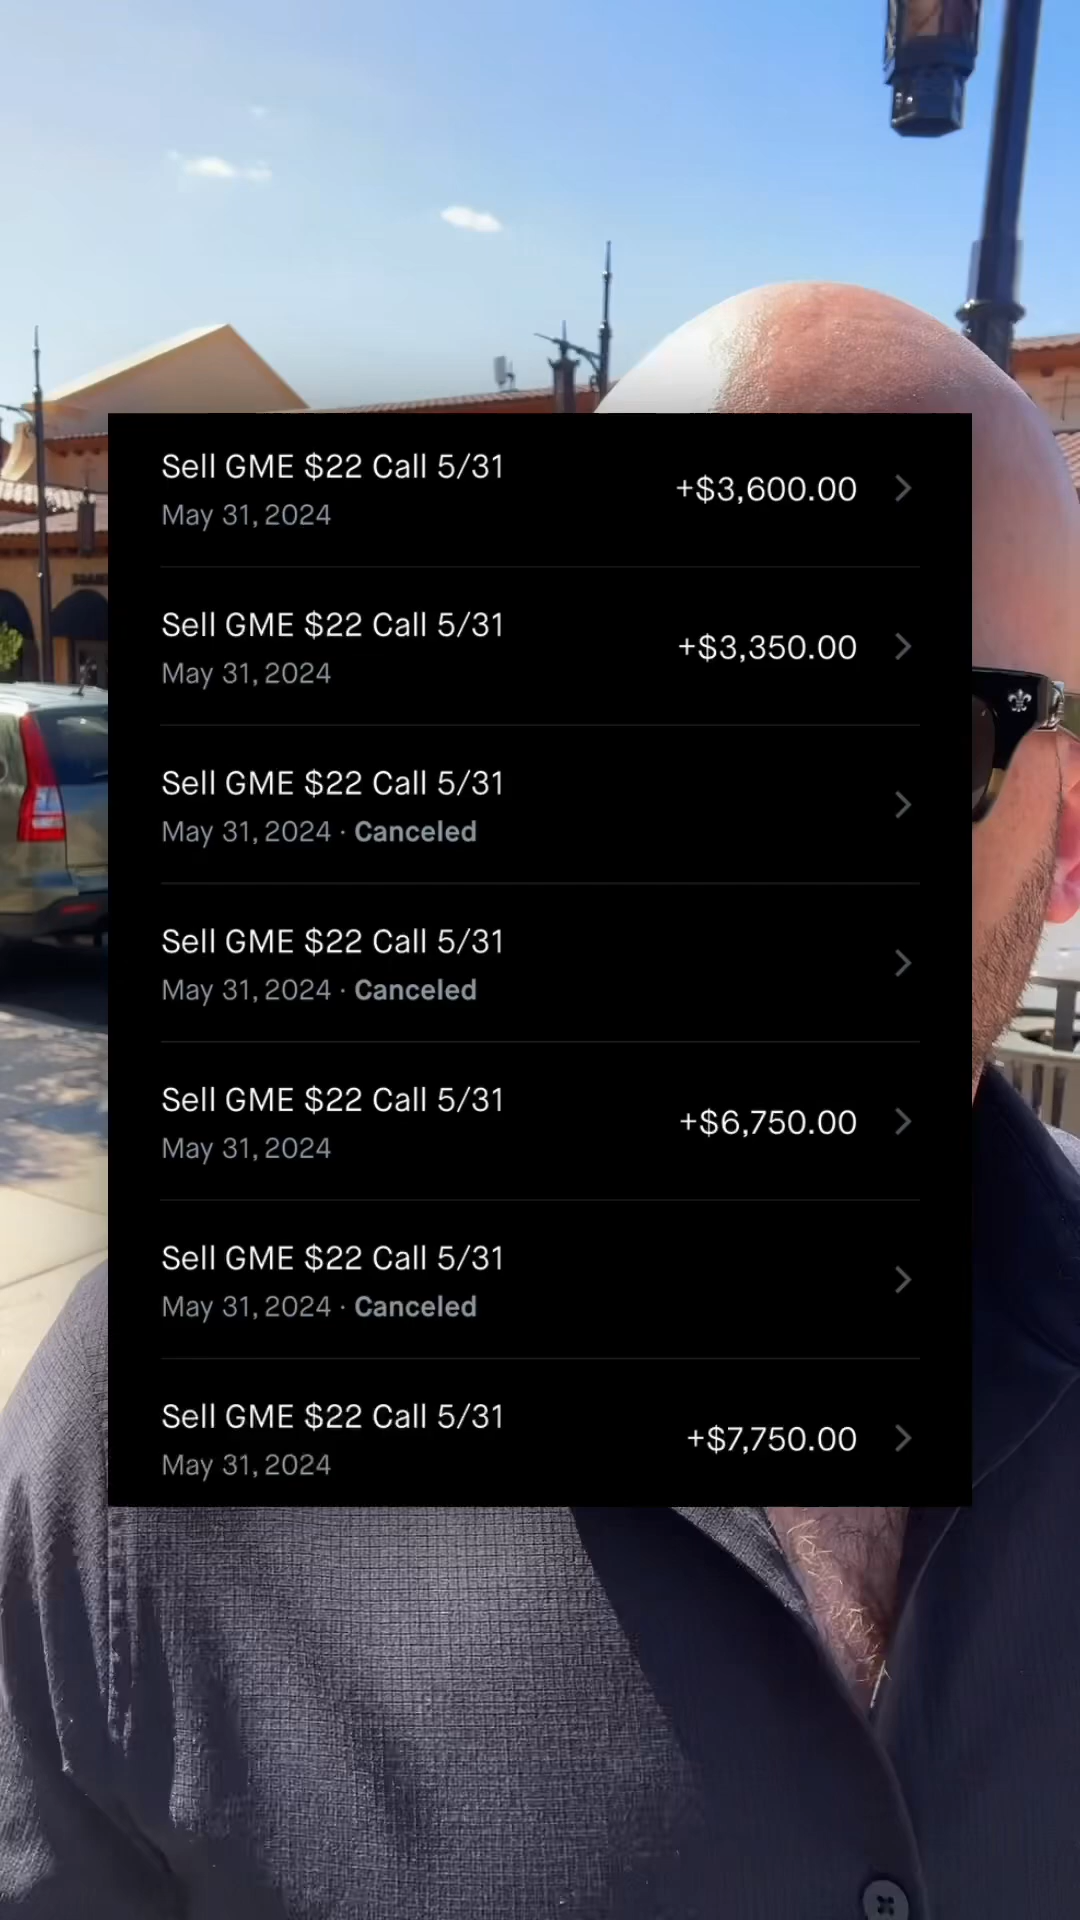 Sell GME $22 Call 5/31
+$3,600.00
May 31, 2024
Sell GME $22 Call 5/31
+$3,350.00
May 31, 2024
Sell GME $22 Call 5/31
May 31, 2024 · Canceled
Sell GME $22 Call 5/31
May 31, 2024 · Canceled
Sell GME $22 Call 5/31
+$6,750.00
May 31, 2024
Sell GME $22 Call 5/31
May 31, 2024 · Canceled
Sell GME $22 Call 5/31
+$7,750.00
May 31, 2024